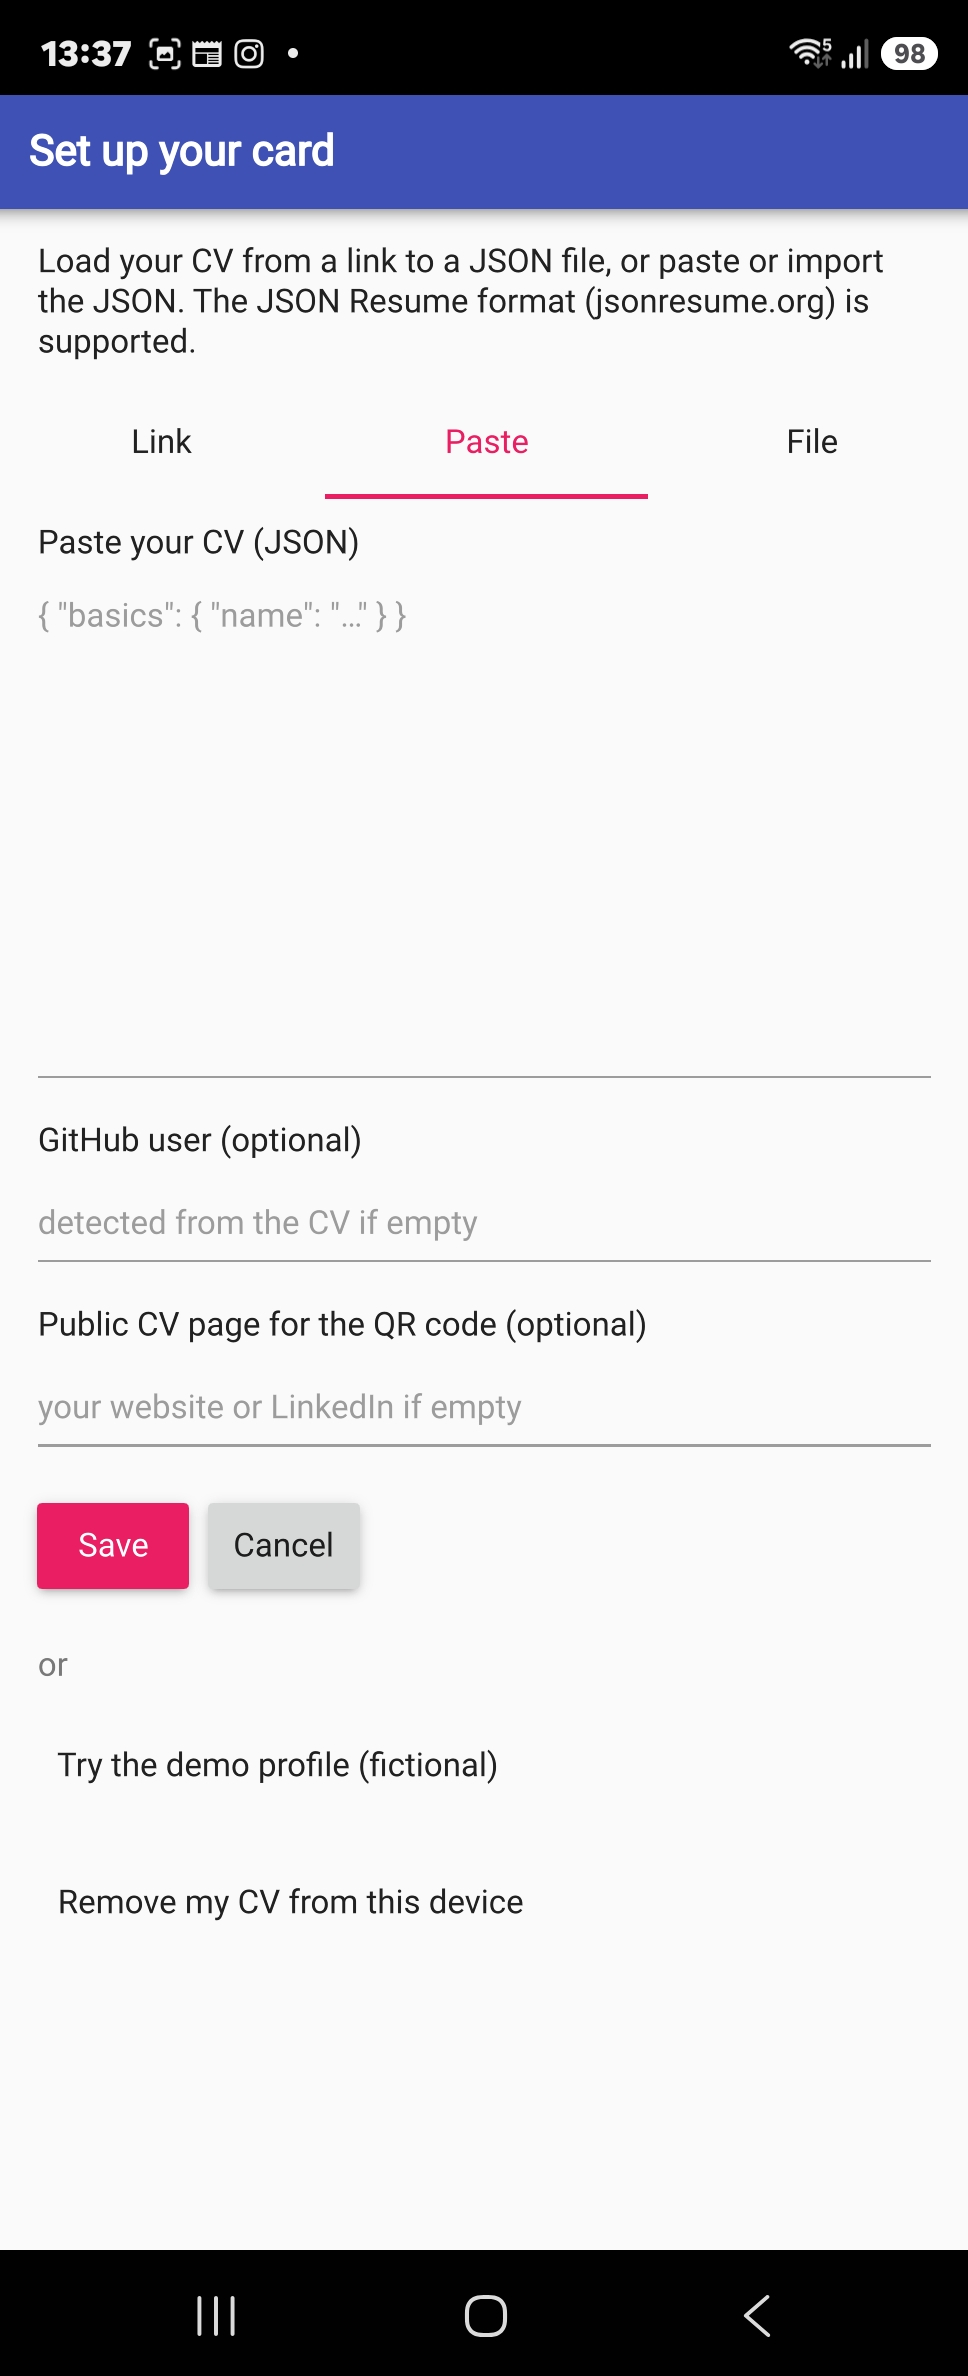 13:37
5
98
Set up your card
Load your CV from a link to a JSON file, or paste or import
the JSON. The JSON Resume format (jsonresume.org) is
supported.
Link
Paste
File
Paste your CV (JSON)
{ "basics": { "name": "..." } }
GitHub user (optional)
detected from the CV if empty
Public CV page for the QR code (optional)
your website or LinkedIn if empty
Save
Cancel
or
Try the demo profile (fictional)
Remove my CV from this device